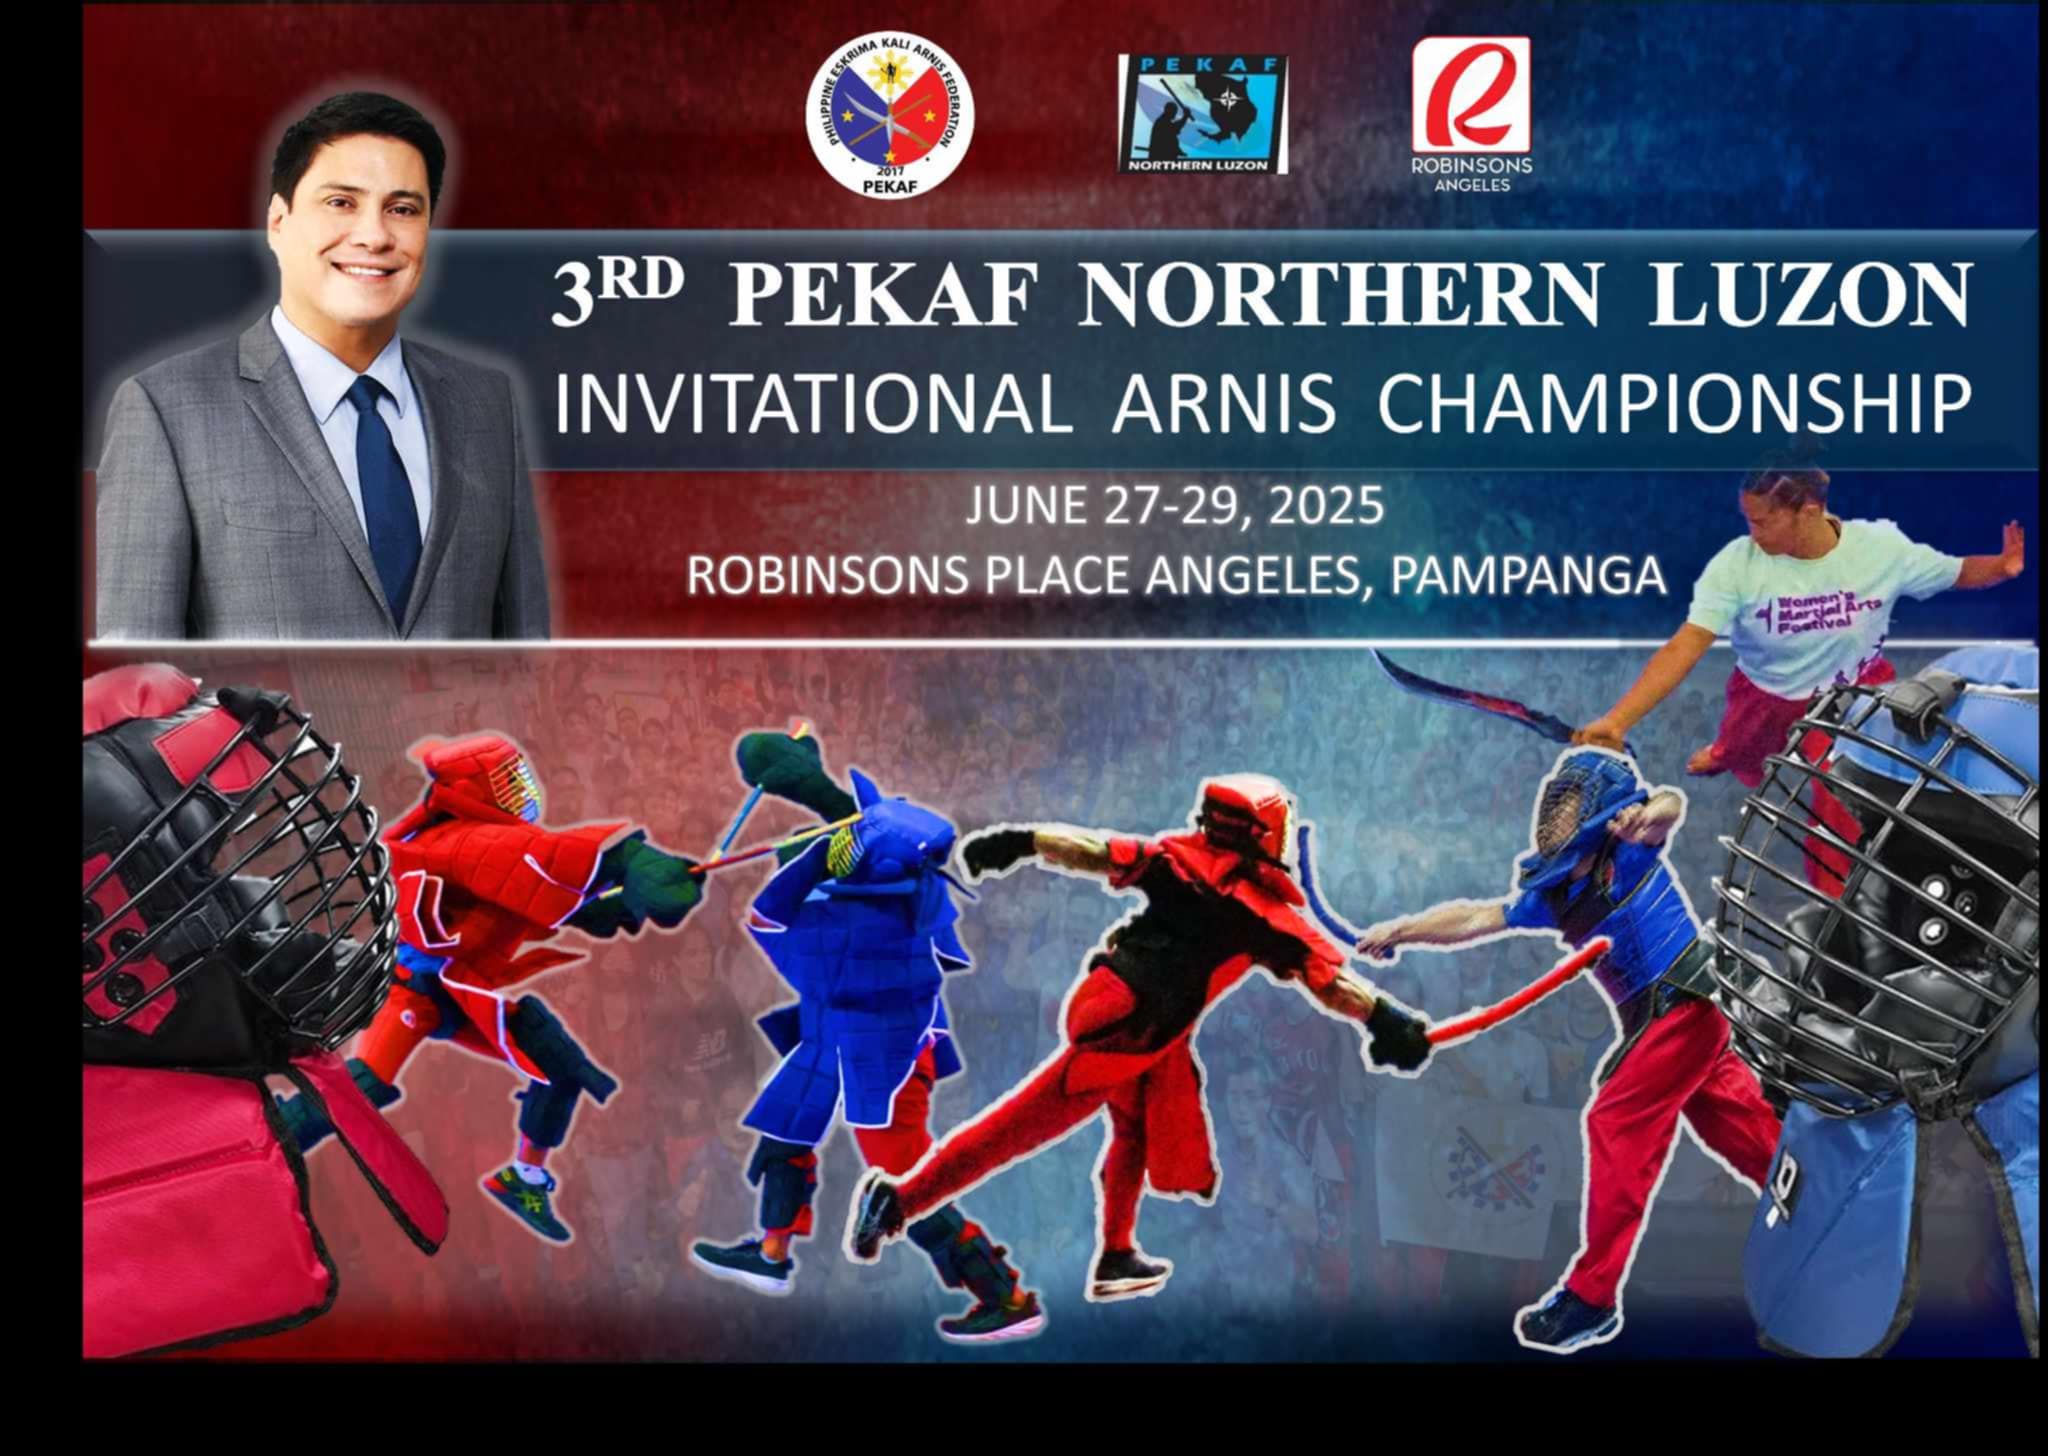 PHILIPPINE ESKRIMA KALI ARNIS FEDERATION
2017
PEKAF
PEKAF
NORTHERN LUZON
ROBINSONS
ANGELES
3RD PEKAF NORTHERN LUZON
INVITATIONAL ARNIS CHAMPIONSHIP
JUNE 27-29, 2025
ROBINSONS PLACE ANGELES, PAMPANGA
Women's
Martial Arts
Festival